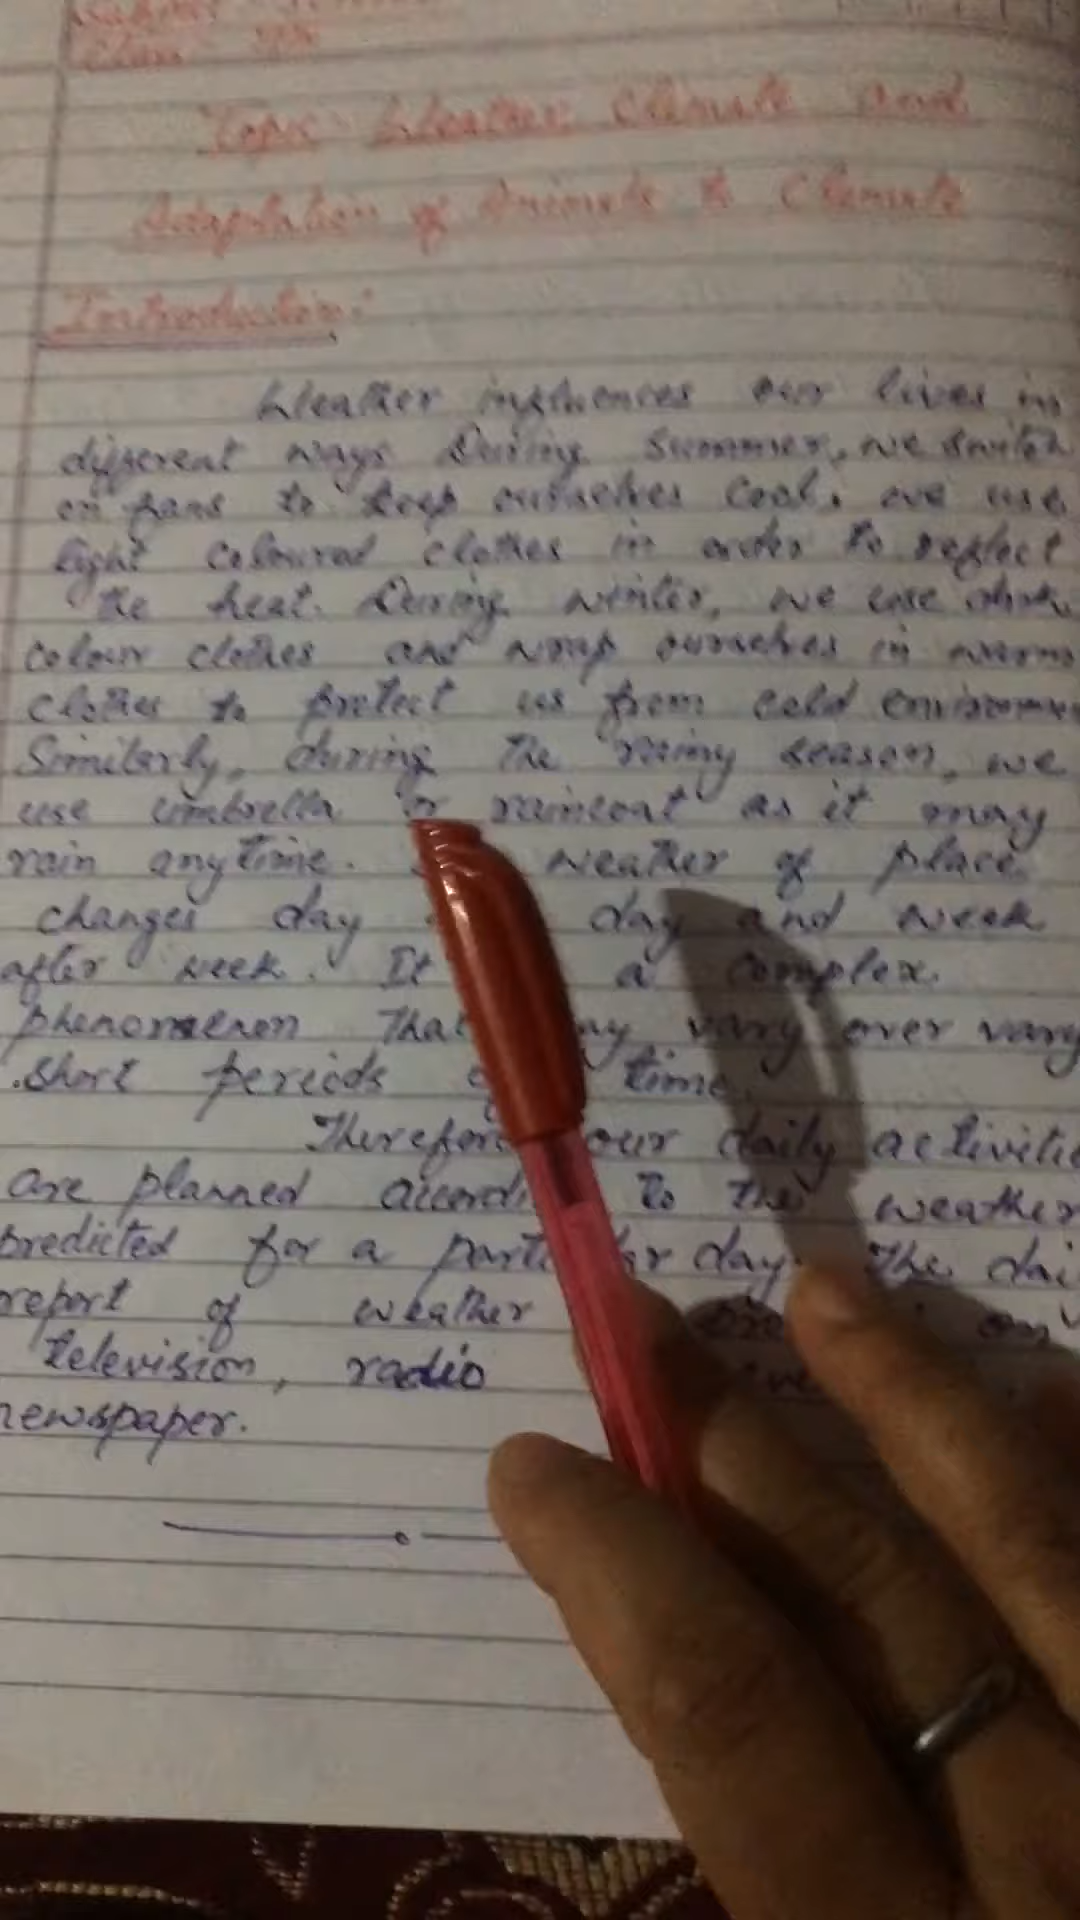 Class VII
Topic Weather Climate and
Adaptation of Animals to Climate
Introduction:
Weather influences our lives in
different ways During Summer, we switch
on fans to keep ourselves cool. we use
light coloured clothes in order to reflect
the heat. During winter, we use dark
colour clothes and wrap ourselves in warm
clothes to protect us from cold
Similarly, during the rainy season, we
use umbrella or raincoat as it may
rain anytime. weather of place
changes day day and week
after week. It a complex
phenomenon vary over vary
short periods time.
our daily
are planned to the weather
predicted for a day. The
report of weather on
television, radio
newspaper.